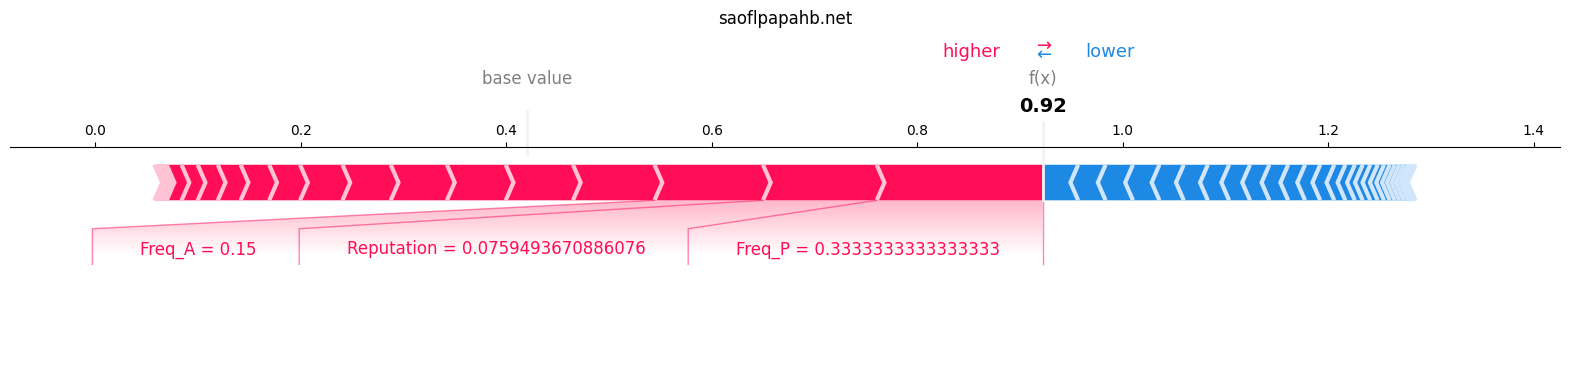 saoflpapahb.net
higher → ← lower
base value f(x)
0.92
0.0 0.2 0.4 0.6 0.8 1.0 1.2 1.4
Freq_A = 0.15 Reputation = 0.0759493670886076 Freq_P = 0.3333333333333333